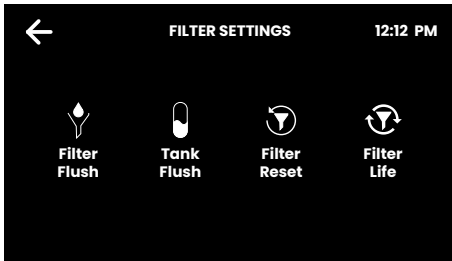 FILTER SETTINGS 12:12 PM
Filter Flush
Tank Flush
Filter Reset
Filter Life